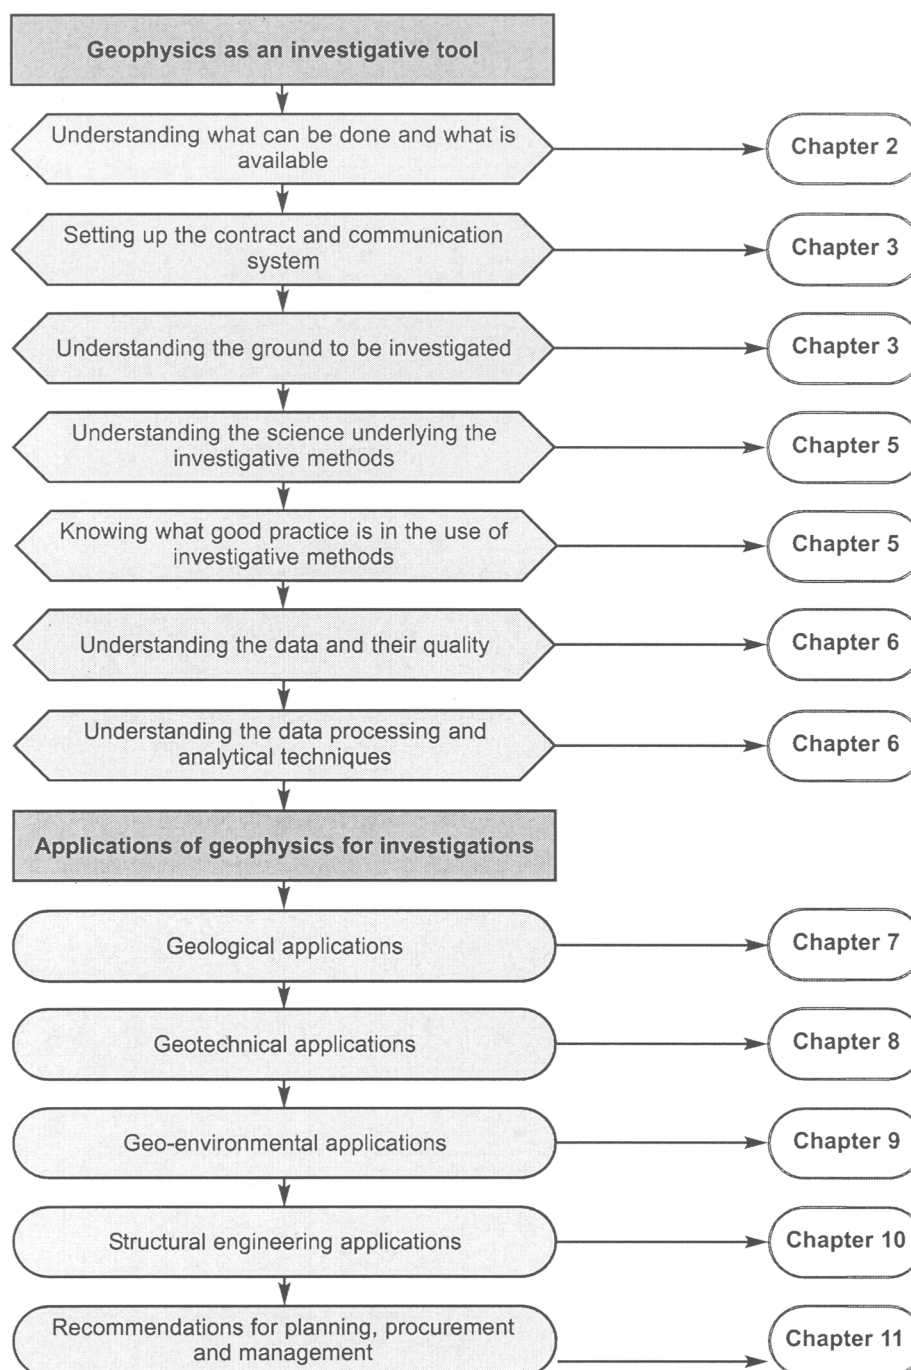 Geophysics as an investigative tool
Understanding what can be done and what is
available
Chapter 2
Setting up the contract and communication
system
Chapter 3
Understanding the ground to be investigated
Chapter 3
Understanding the science underlying the
investigative methods
Chapter 5
Knowing what good practice is in the use of
investigative methods
Chapter 5
Understanding the data and their quality
Chapter 6
Understanding the data processing and
analytical techniques
Chapter 6
Applications of geophysics for investigations
Geological applications
Chapter 7
Geotechnical applications
Chapter 8
Geo-environmental applications
Chapter 9
Structural engineering applications
Chapter 10
Recommendations for planning, procurement
and management
Chapter 11